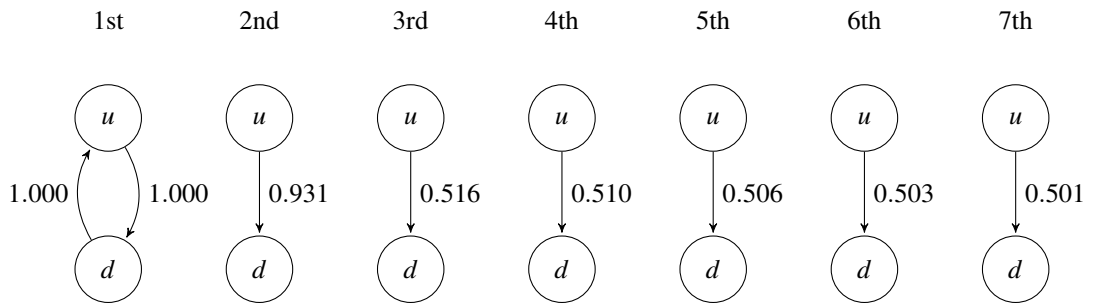 1st 2nd 3rd 4th 5th 6th 7th
u u u u u u u
1.000 1.000 0.931 0.516 0.510 0.506 0.503 0.501
d d d d d d d